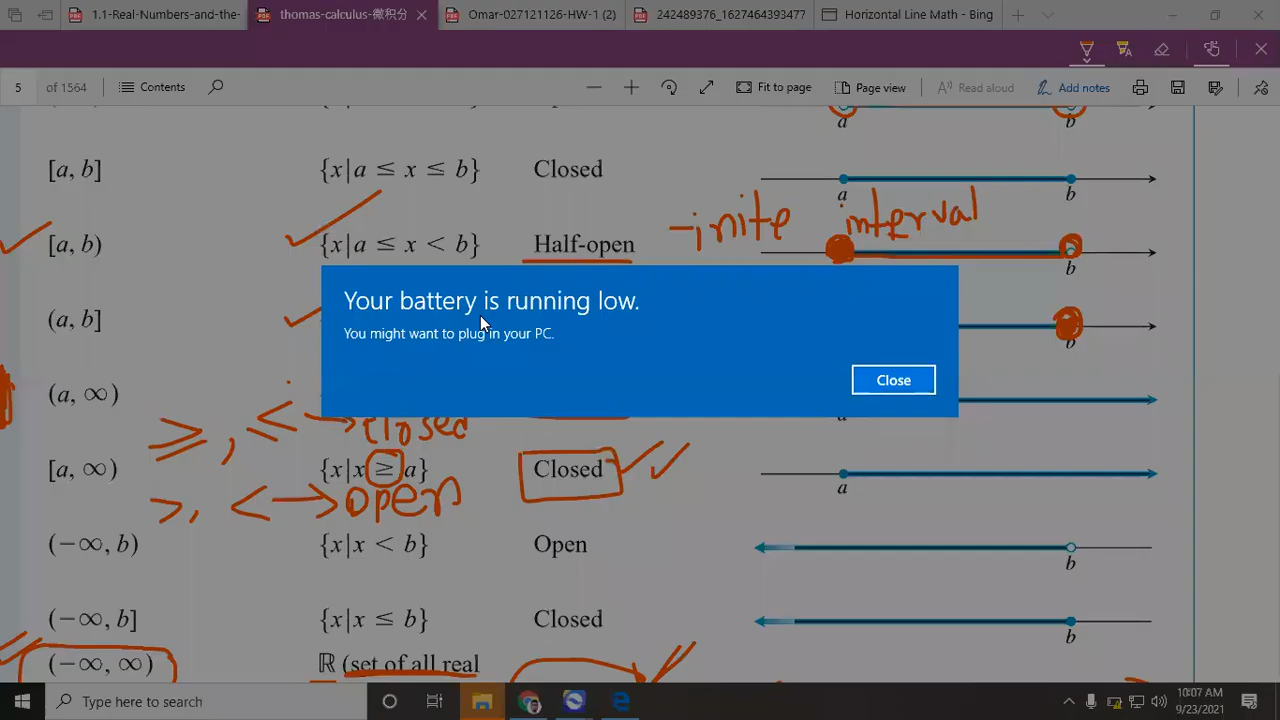 1.1-Real-Numbers-and-the- thomas-calculus-微积分 Omar-027121126-HW-1 (2) 242489376_1627464303477 Horizontal Line Math - Bing
5 of 1564 Contents Fit to page Page view Read aloud Add notes
a b
[a, b] {x|a ≤ x ≤ b} Closed a b
-inite interval
[a, b) {x|a ≤ x < b} Half-open b
Your battery is running low.
You might want to plug in your PC.
Close
(a, b] b
(a, ∞)
≥, ≤ → closed
[a, ∞) {x|x ≥ a} Closed a
>, < → open
(−∞, b) {x|x < b} Open b
(−∞, b] {x|x ≤ b} Closed b
(−∞, ∞) ℝ (set of all real
Type here to search 10:07 AM
9/23/2021